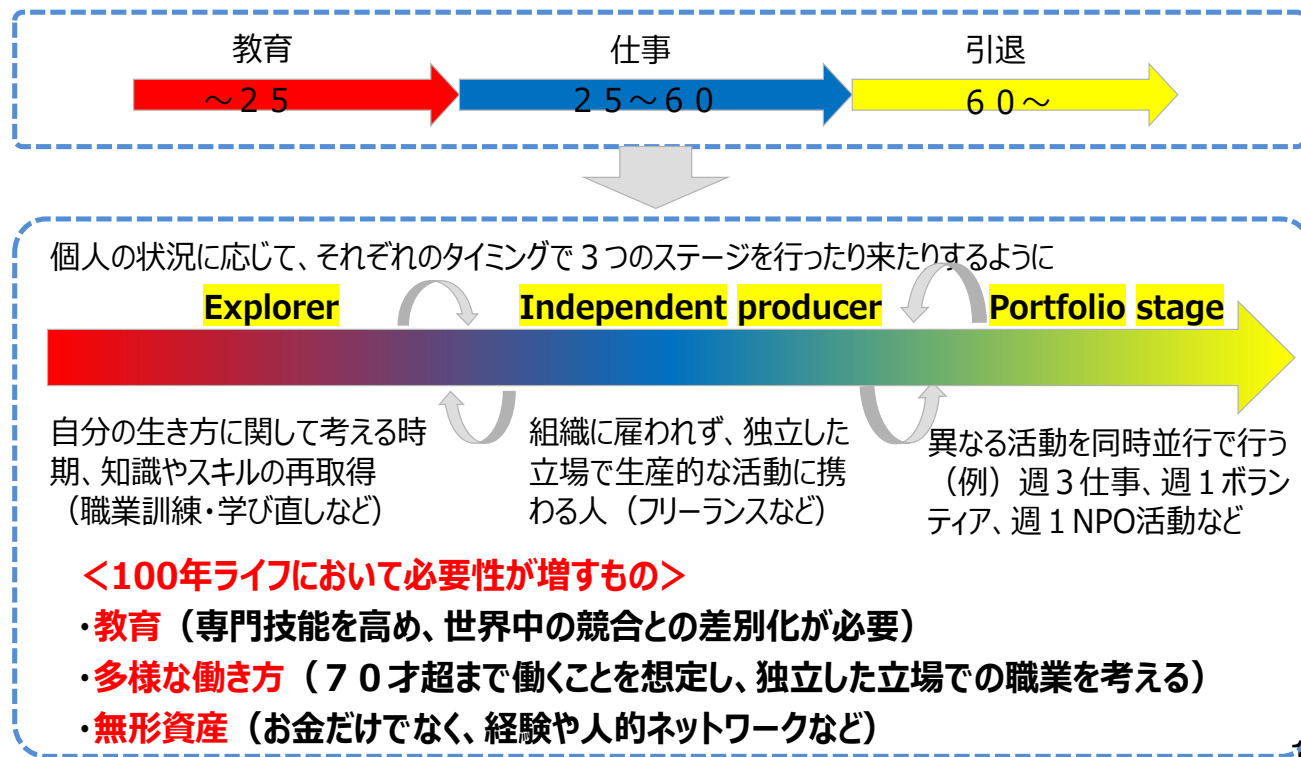 教育
仕事
引退
～２５
２５～６０
６０～
個人の状況に応じて、それぞれのタイミングで３つのステージを行ったり来たりするように
Explorer
Independent producer
Portfolio stage
自分の生き方に関して考える時
期、知識やスキルの再取得
（職業訓練・学び直しなど）
組織に雇われず、独立した
立場で生産的な活動に携
わる人（フリーランスなど）
異なる活動を同時並行で行う
（例）週３仕事、週１ボラン
ティア、週１NPO活動など
＜100年ライフにおいて必要性が増すもの＞
・教育（専門技能を高め、世界中の競合との差別化が必要）
・多様な働き方（７０才超まで働くことを想定し、独立した立場での職業を考える）
・無形資産（お金だけでなく、経験や人的ネットワークなど）